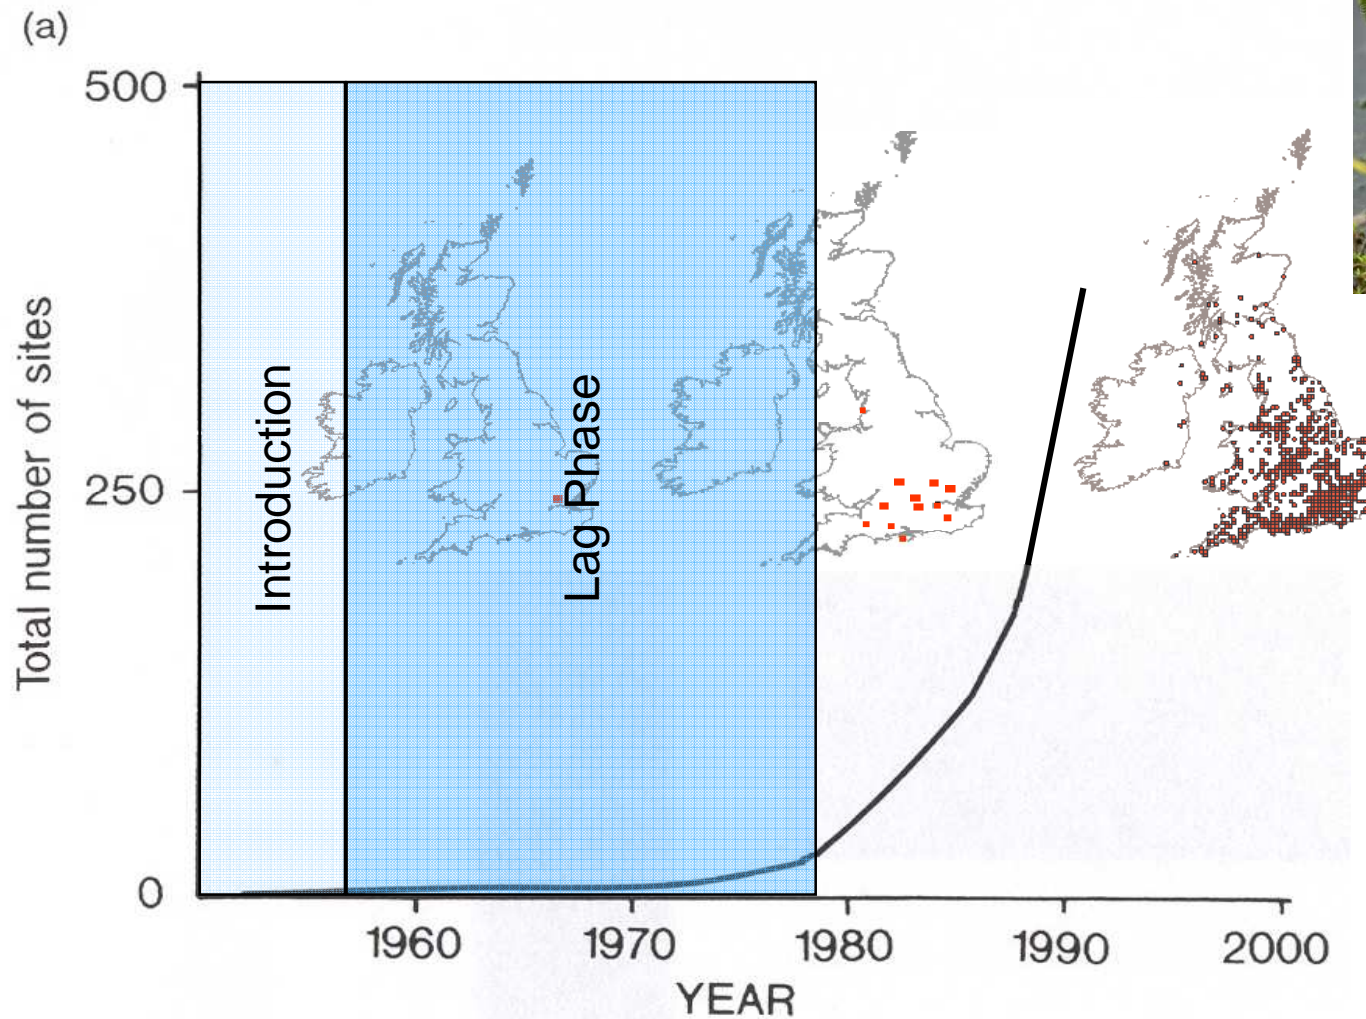 (a)
500
250
0
Total number of sites
Introduction
Lag Phase
1960
1970
1980
1990
2000
YEAR